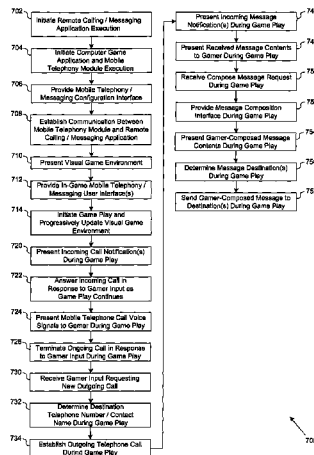 702
Initiate Remote Calling / Messaging
Application Execution
704
Initiate Computer Game
Application and Mobile
Telephony Module Execution
706
Provide Mobile Telephony /
Messaging Configuration Interface
708
Establish Communication Between
Mobile Telephony Module and Remote
Calling / Messaging Application
710
Present Visual Game Environment
712
Provide In-Game Mobile Telephony /
Messaging User Interface(s)
714
Initiate Game Play and
Progressively Update Visual Game
Environment
720
Present Incoming Call Notification(s)
During Game Play
722
Answer Incoming Call in
Response to Gamer Input as
Game Play Continues
724
Present Mobile Telephone Call Voice
Signals to Gamer During Game Play
728
Terminate Ongoing Call in Response
to Gamer Input During Game Play
730
Receive Gamer Input Requesting
New Outgoing Call
732
Determine Destination
Telephone Number / Contact
Name During Game Play
734
Establish Outgoing Telephone Call
During Game Play
74
Present Incoming Message
Notification(s) During Game Play
74
Present Received Message Contents
to Gamer During Game Play
75
Receive Compose Message Request
During Game Play
75
Provide Message Composition
Interface During Game Play
75
Present Gamer-Composed Message
Contents During Game Play
75
Determine Message Destination(s)
During Game Play
75
Send Gamer-Composed Message to
Destination(s) During Game Play
70